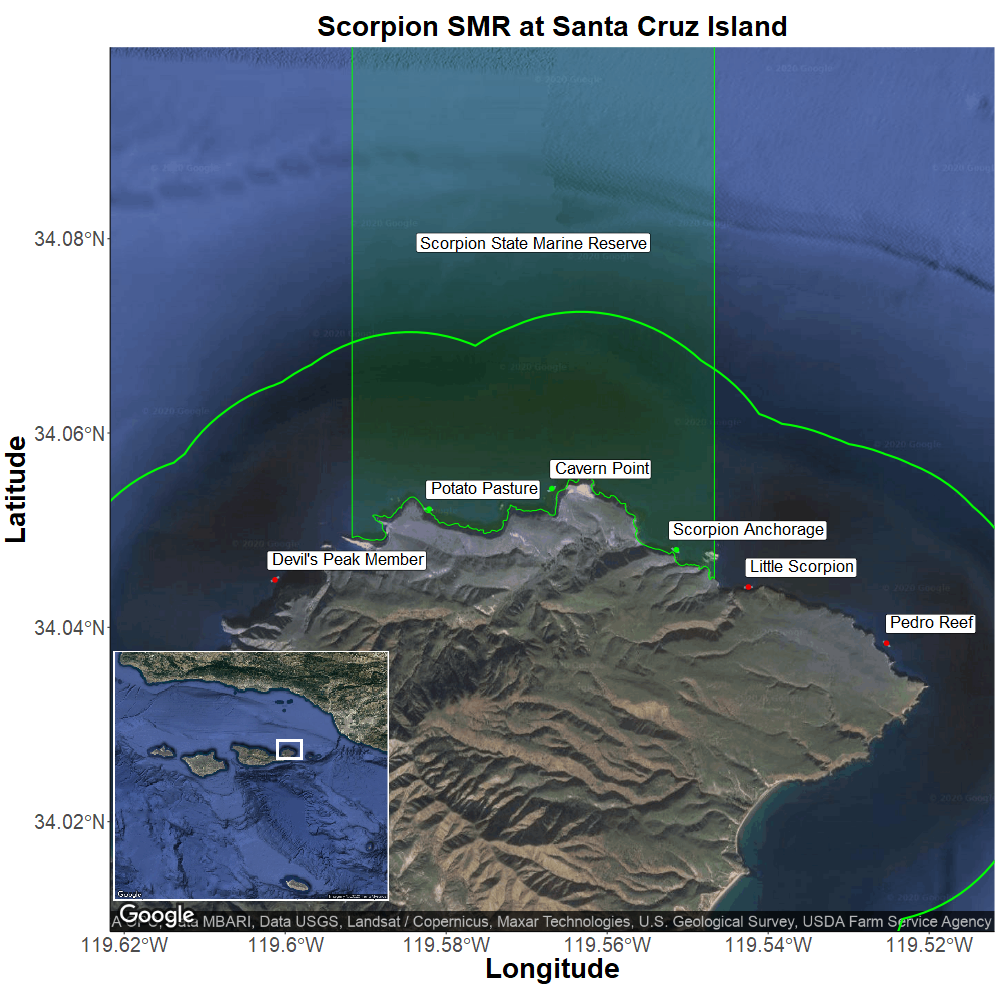 Scorpion SMR at Santa Cruz Island
© 2020 Google
34.08°N
Scorpion State Marine Reserve
34.06°N
Cavern Point
Potato Pasture
Scorpion Anchorage
Devil's Peak Member
Little Scorpion
34.04°N
Pedro Reef
34.02°N
Google
Google
MBARI, Data USGS, Landsat / Copernicus, Maxar Technologies, U.S. Geological Survey, USDA Farm Service Agency
119.62°W 119.6°W 119.58°W 119.56°W 119.54°W 119.52°W
Longitude
Latitude